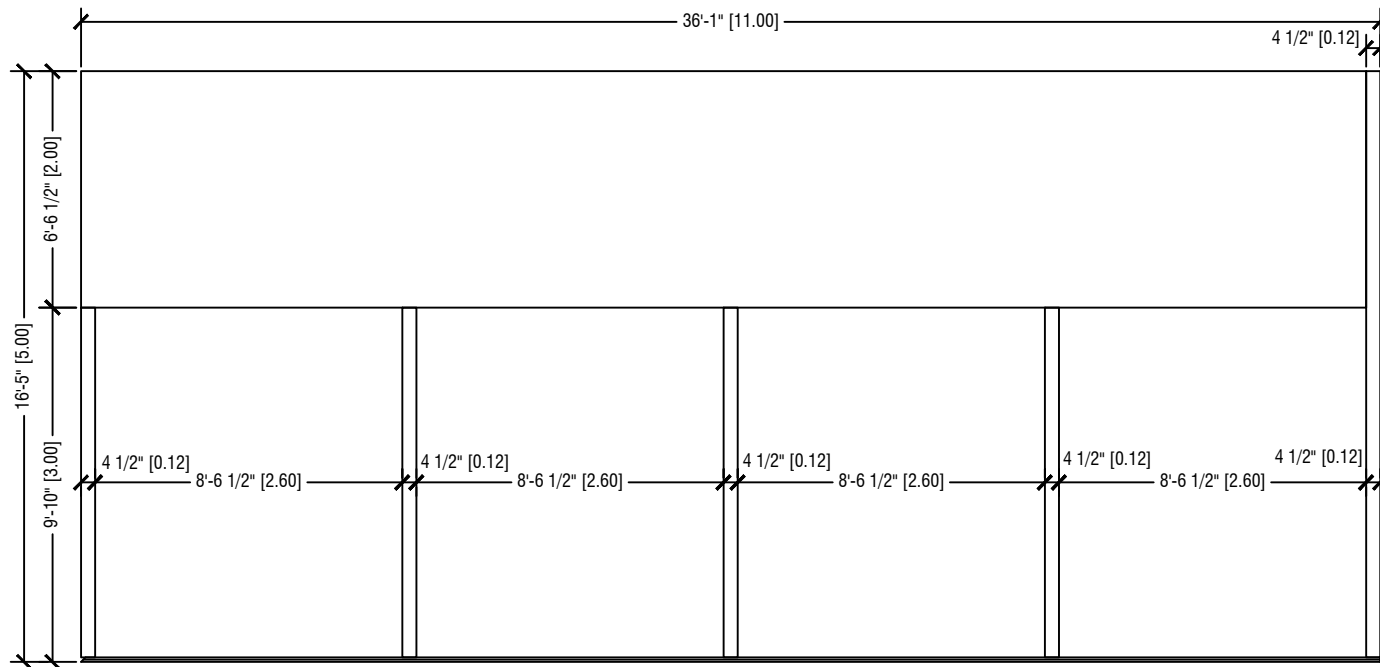 36'-1" [11.00]
4 1/2" [0.12]
6'-6 1/2" [2.00]
16'-5" [5.00]
9'-10" [3.00]
4 1/2" [0.12]
4 1/2" [0.12]
4 1/2" [0.12]
4 1/2" [0.12]
4 1/2" [0.12]
8'-6 1/2" [2.60]
8'-6 1/2" [2.60]
8'-6 1/2" [2.60]
8'-6 1/2" [2.60]